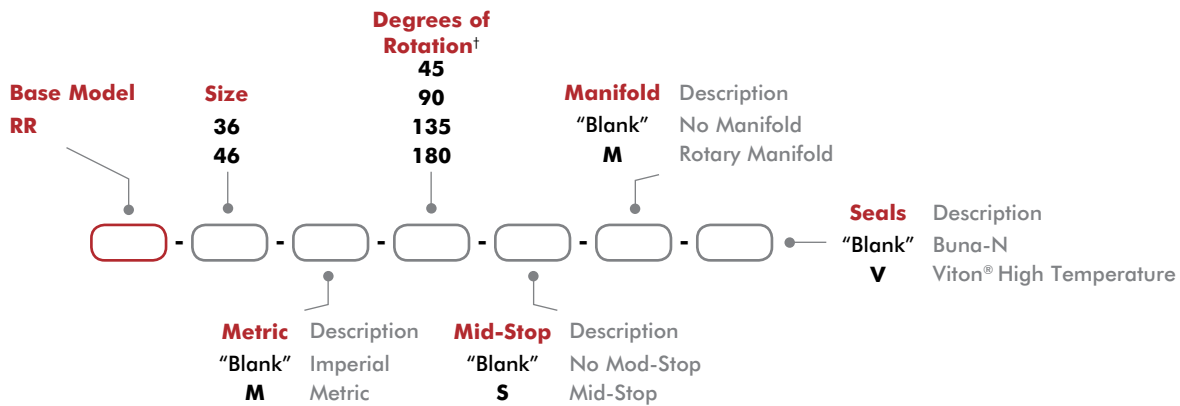 Degrees of
Rotation†
45
90
135
180
Base Model
RR
Size
36
46
Manifold Description
"Blank" No Manifold
M Rotary Manifold
- - - - - -
Seals Description
"Blank" Buna-N
V Viton® High Temperature
Metric Description
"Blank" Imperial
M Metric
Mid-Stop Description
"Blank" No Mod-Stop
S Mid-Stop